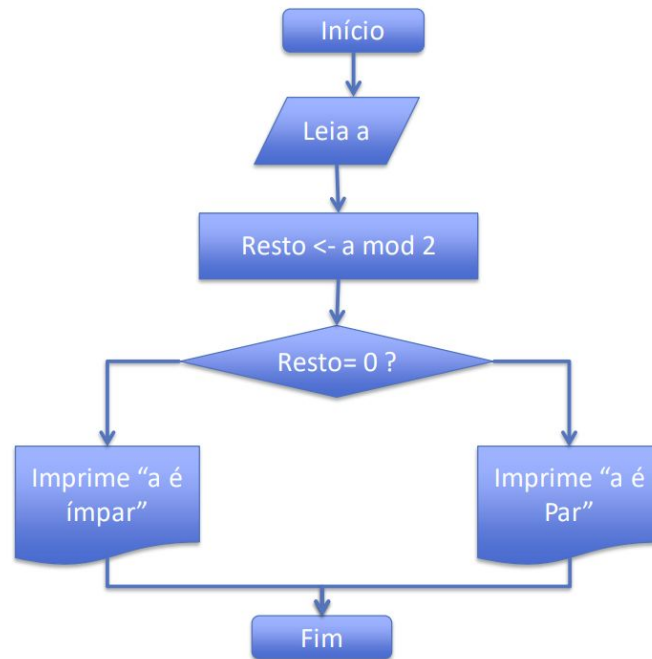 Início
Leia a
Resto <- a mod 2
Resto= 0 ?
Imprime “a é
ímpar”
Imprime “a é
Par”
Fim